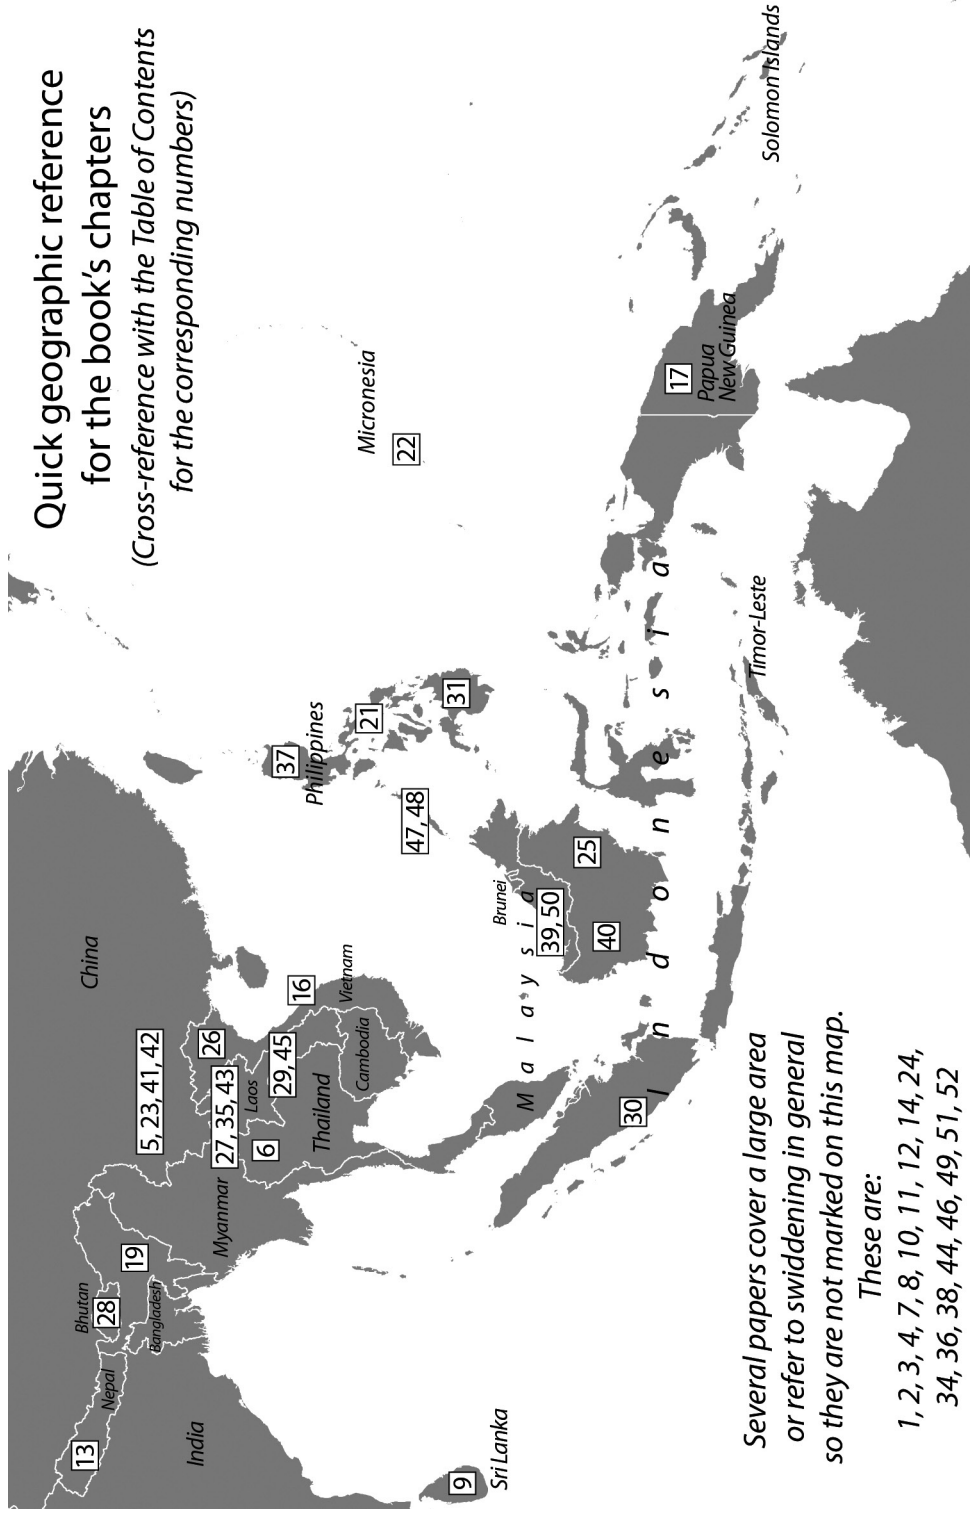 Quick geographic reference
for the book's chapters
(Cross-reference with the Table of Contents
for the corresponding numbers)
13
Nepal
Bhutan
28
19
Bangladesh
India
China
5, 23, 41, 42
26
27, 35, 43
Myanmar
Laos
6
29, 45
16
Thailand
Cambodia
Vietnam
37
Philippines
21
31
47, 48
Micronesia
22
9
Sri Lanka
Brunei
Malaysia
39, 50
25
40
30
Indonesia
17
Papua
New Guinea
Timor-Leste
Solomon Islands
Several papers cover a large area
or refer to swiddening in general
so they are not marked on this map.
These are:
1, 2, 3, 4, 7, 8, 10, 11, 12, 14, 24,
34, 36, 38, 44, 46, 49, 51, 52